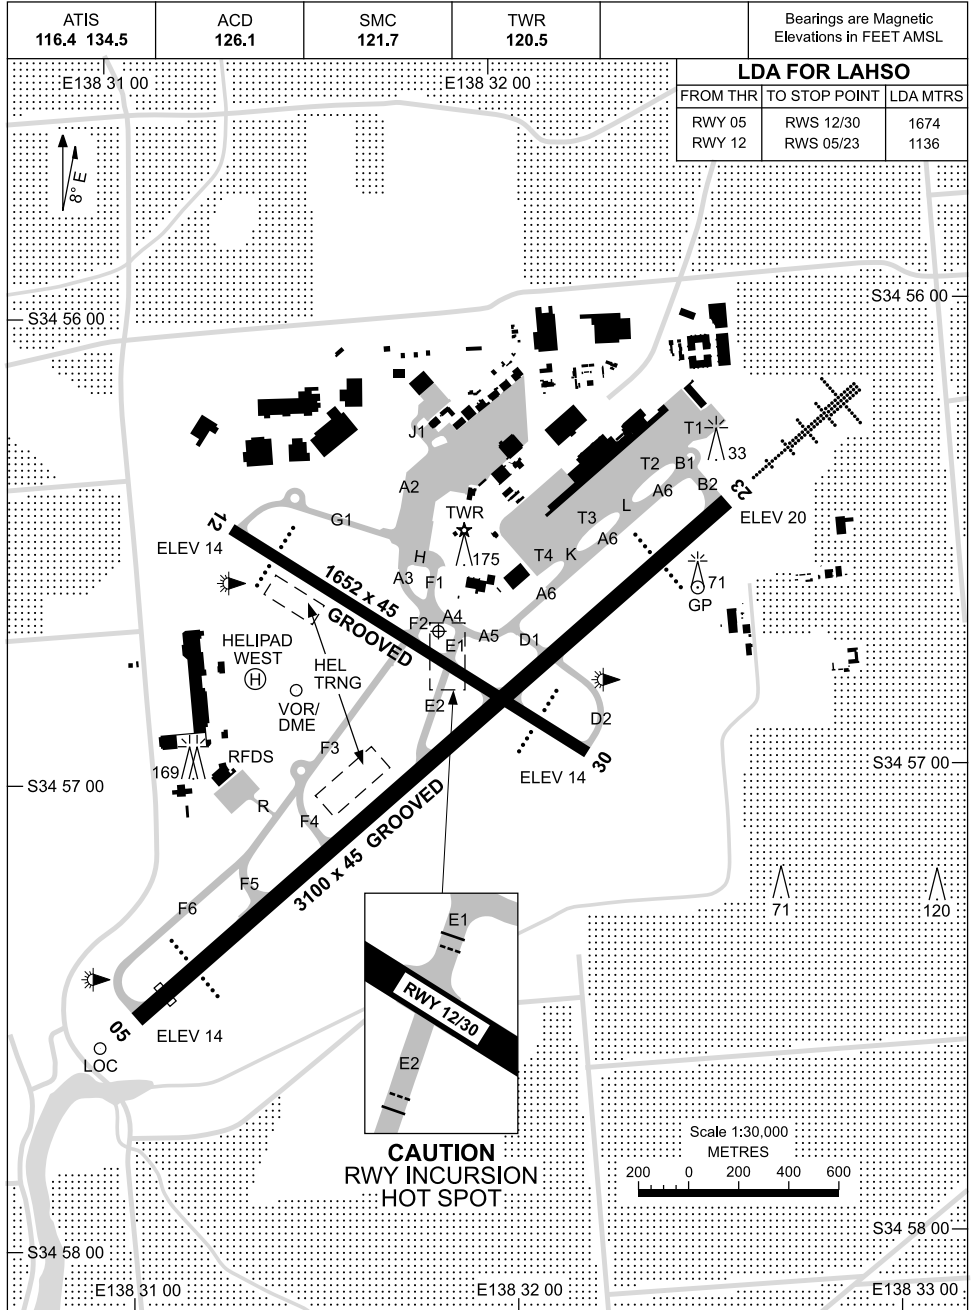 ATIS
116.4 134.5
ACD
126.1
SMC
121.7
TWR
120.5
Bearings are Magnetic
Elevations in FEET AMSL
E138 31 00
E138 32 00
LDA FOR LAHSO
FROM THR TO STOP POINT LDA MTRS
RWY 05 RWS 12/30 1674
RWY 12 RWS 05/23 1136
8° E
S34 56 00
S34 56 00
J1
T1
33
T2
B1
B2
A2
A6
23
L
ELEV 20
12
G1
TWR
T3
ELEV 14
A6
H
175
T4
K
A3
F1
71
GP
1652 x 45
GROOVED
A6
F2
A4
A5
D1
E1
HELIPAD
WEST
H
HEL
TRNG
VOR/
DME
E2
D2
F3
169
RFDS
30
ELEV 14
S34 57 00
S34 57 00
R
F4
3100 x 45 GROOVED
F5
F6
71
120
E1
RWY 12/30
E2
05
ELEV 14
LOC
CAUTION
RWY INCURSION
HOT SPOT
Scale 1:30,000
METRES
200 0 200 400 600
S34 58 00
S34 58 00
E138 31 00
E138 32 00
E138 33 00